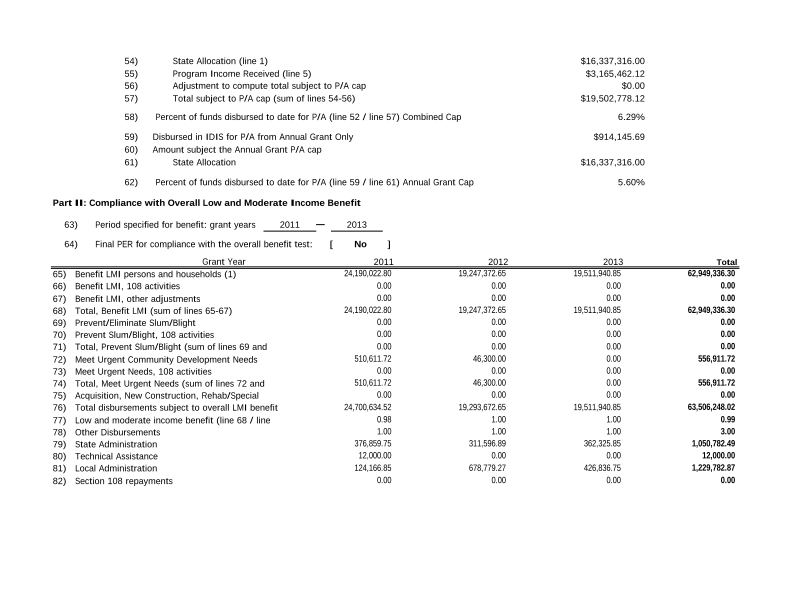 54) State Allocation (line 1) $16,337,316.00
55) Program Income Received (line 5) $3,165,462.12
56) Adjustment to compute total subject to P/A cap $0.00
57) Total subject to P/A cap (sum of lines 54-56) $19,502,778.12
58) Percent of funds disbursed to date for P/A (line 52 / line 57) Combined Cap 6.29%
59) Disbursed in IDIS for P/A from Annual Grant Only $914,145.69
60) Amount subject the Annual Grant P/A cap
61) State Allocation $16,337,316.00
62) Percent of funds disbursed to date for P/A (line 59 / line 61) Annual Grant Cap 5.60%
Part II: Compliance with Overall Low and Moderate Income Benefit
63) Period specified for benefit: grant years 2011 — 2013
64) Final PER for compliance with the overall benefit test: [ No ]
Grant Year 2011 2012 2013 Total
65) Benefit LMI persons and households (1) 24,190,022.80 19,247,372.65 19,511,940.85 62,949,336.30
66) Benefit LMI, 108 activities 0.00 0.00 0.00 0.00
67) Benefit LMI, other adjustments 0.00 0.00 0.00 0.00
68) Total, Benefit LMI (sum of lines 65-67) 24,190,022.80 19,247,372.65 19,511,940.85 62,949,336.30
69) Prevent/Eliminate Slum/Blight 0.00 0.00 0.00 0.00
70) Prevent Slum/Blight, 108 activities 0.00 0.00 0.00 0.00
71) Total, Prevent Slum/Blight (sum of lines 69 and 0.00 0.00 0.00 0.00
72) Meet Urgent Community Development Needs 510,611.72 46,300.00 0.00 556,911.72
73) Meet Urgent Needs, 108 activities 0.00 0.00 0.00 0.00
74) Total, Meet Urgent Needs (sum of lines 72 and 510,611.72 46,300.00 0.00 556,911.72
75) Acquisition, New Construction, Rehab/Special 0.00 0.00 0.00 0.00
76) Total disbursements subject to overall LMI benefit 24,700,634.52 19,293,672.65 19,511,940.85 63,506,248.02
77) Low and moderate income benefit (line 68 / line 0.98 1.00 1.00 0.99
78) Other Disbursements 1.00 1.00 1.00 3.00
79) State Administration 376,859.75 311,596.89 362,325.85 1,050,782.49
80) Technical Assistance 12,000.00 0.00 0.00 12,000.00
81) Local Administration 124,166.85 678,779.27 426,836.75 1,229,782.87
82) Section 108 repayments 0.00 0.00 0.00 0.00